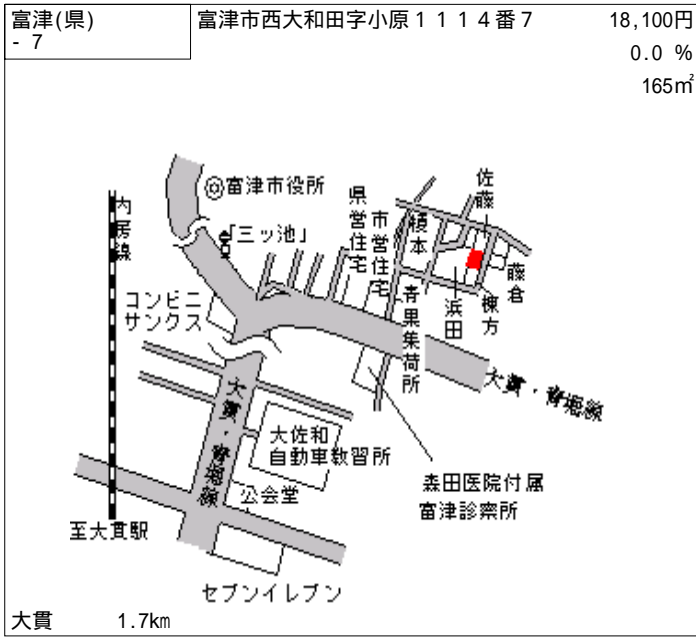 富津(県)
- 7
富津市西大和田字小原１１１４番７
18,100円
0.0 %
165㎡
富津市役所
内房線
「三ッ池」
県営住宅
市営住宅
榎本
佐藤
藤倉
棟方
浜田
青果集荷所
コンビニ
サンクス
大貫・青堀線
大貫・青堀線
大佐和
自動車教習所
森田医院付属
富津診察所
公会堂
至大貫駅
セブンイレブン
大貫
1.7km